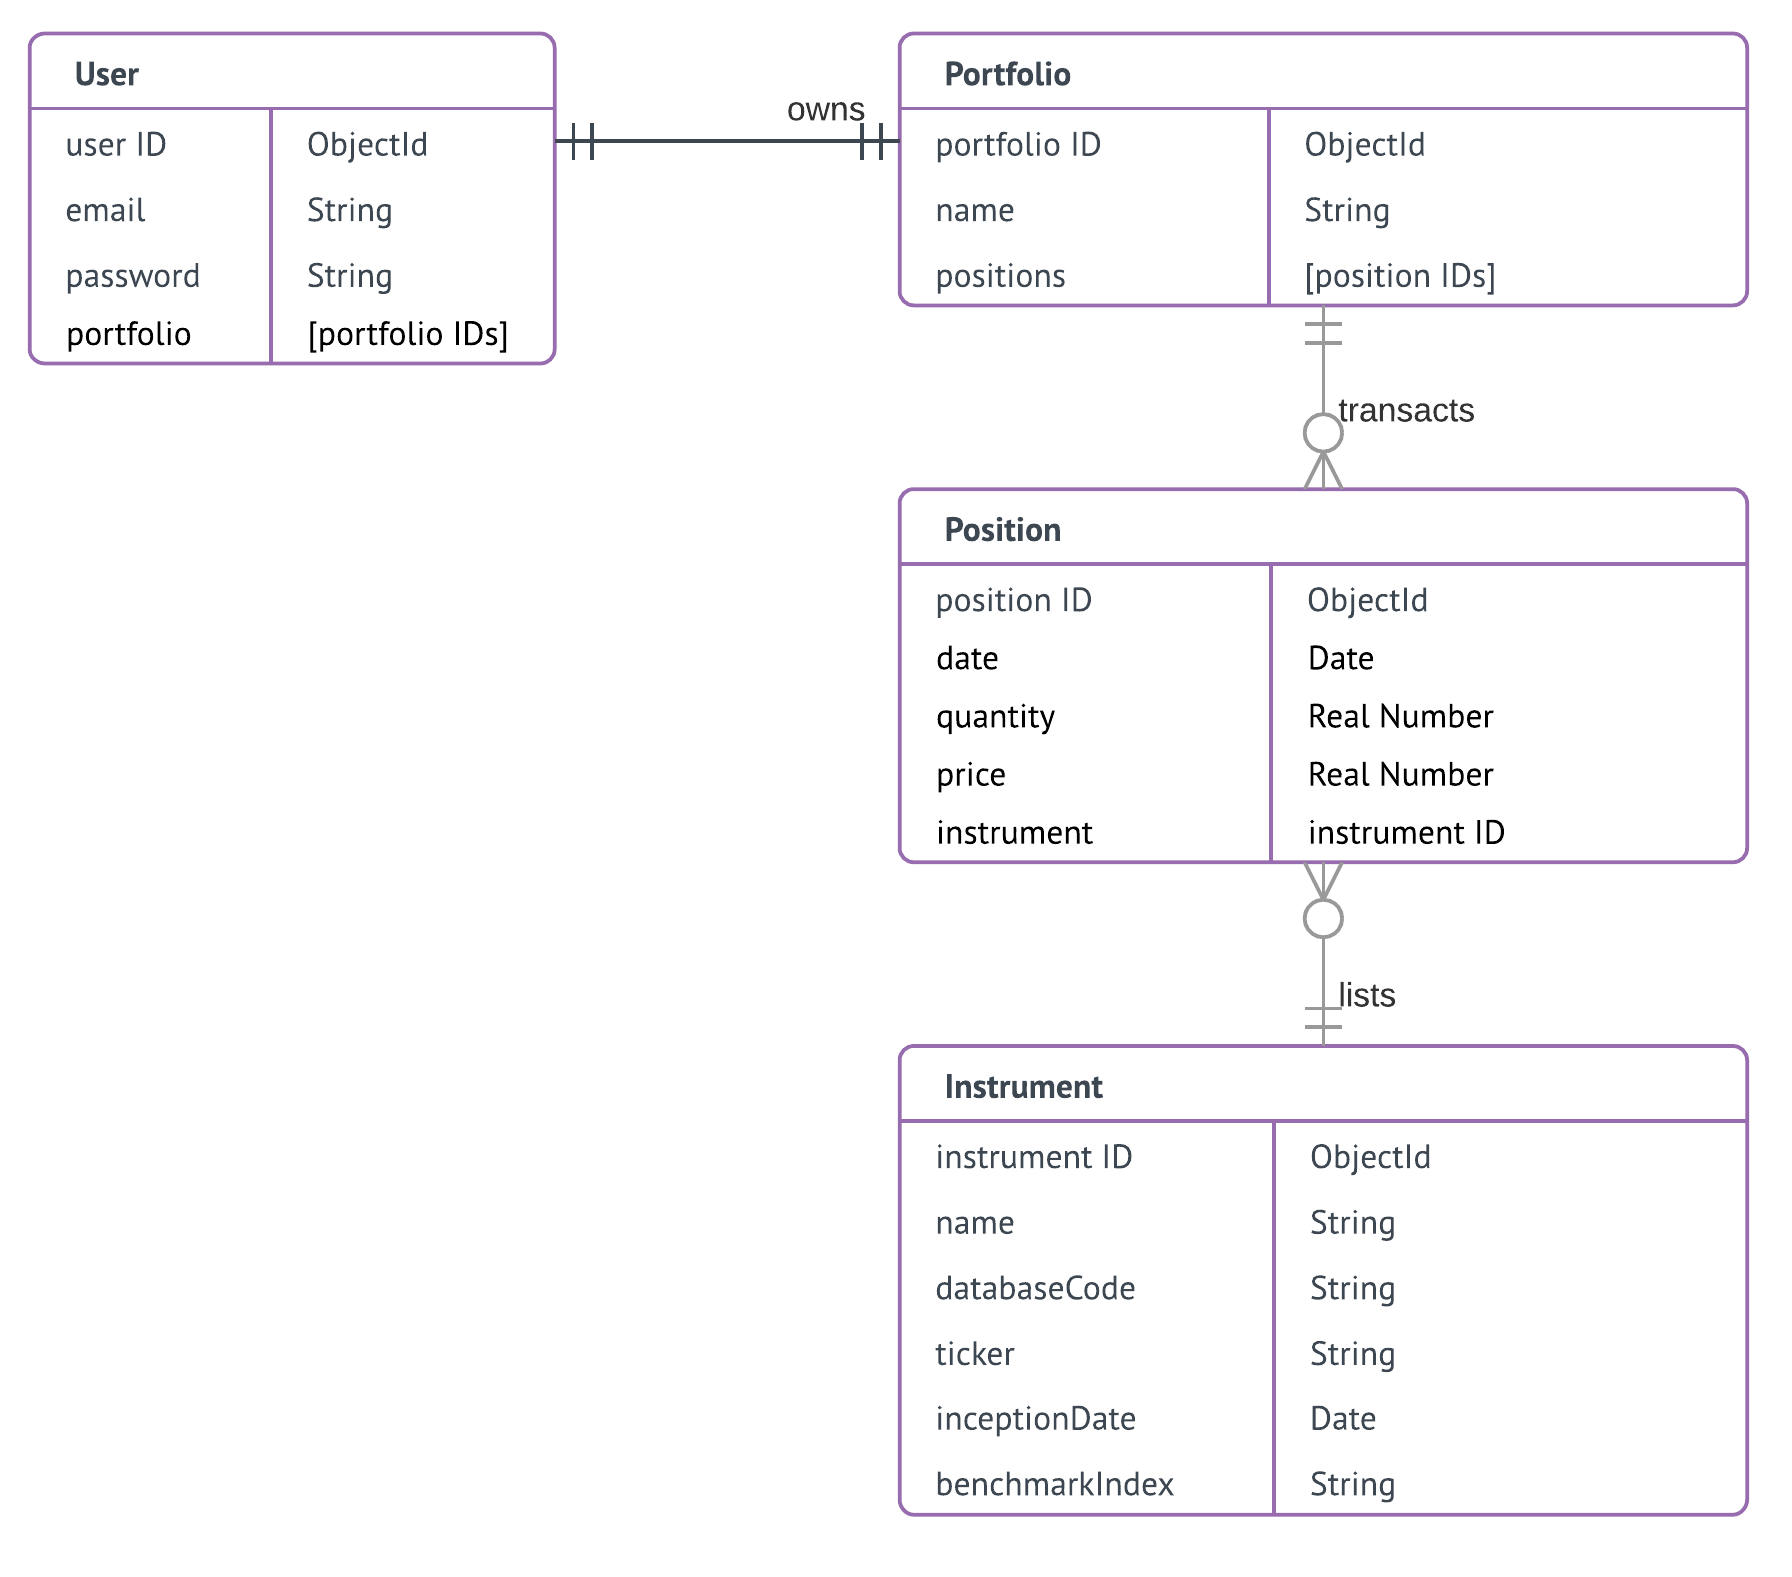 User
user ID ObjectId
email String
password String
portfolio [portfolio IDs]
owns
Portfolio
portfolio ID ObjectId
name String
positions [position IDs]
transacts
Position
position ID ObjectId
date Date
quantity Real Number
price Real Number
instrument instrument ID
lists
Instrument
instrument ID ObjectId
name String
databaseCode String
ticker String
inceptionDate Date
benchmarkIndex String